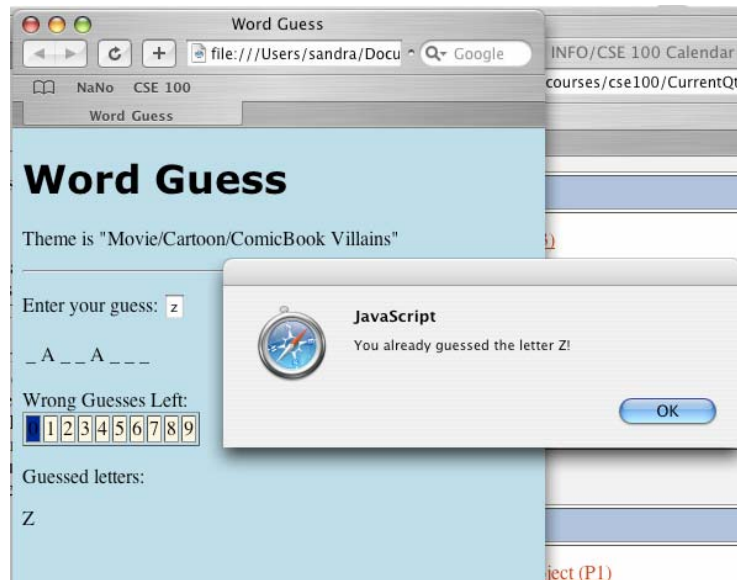 Word Guess
file:///Users/sandra/Docu
Google
INFO/CSE 100 Calendar
NaNo CSE 100
courses/cse100/CurrentQt
Word Guess
Word Guess
Theme is "Movie/Cartoon/ComicBook Villains"
Enter your guess: z
_ A _ _ A _ _ _
Wrong Guesses Left:
0 1 2 3 4 5 6 7 8 9
Guessed letters:
Z
JavaScript
You already guessed the letter Z!
OK
ject (P1)